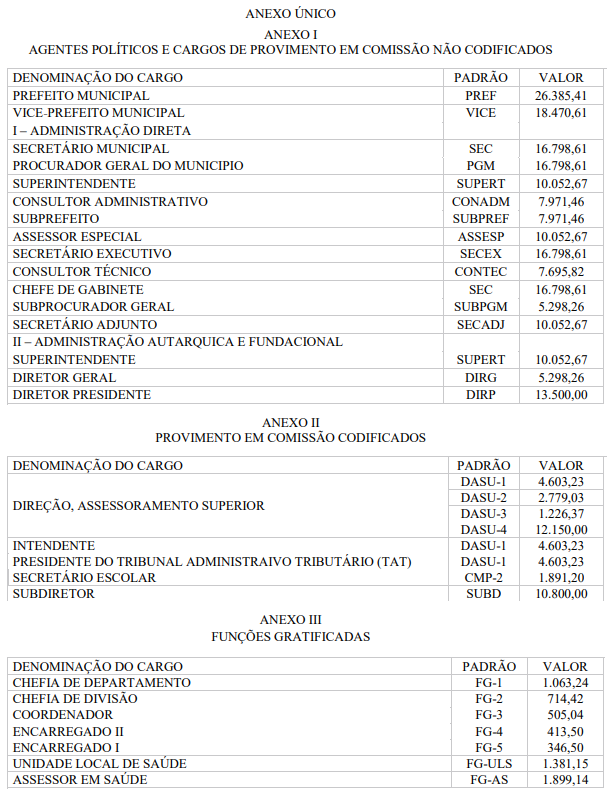 ANEXO ÚNICO
ANEXO I
AGENTES POLÍTICOS E CARGOS DE PROVIMENTO EM COMISSÃO NÃO CODIFICADOS
DENOMINAÇÃO DO CARGO PADRÃO VALOR
PREFEITO MUNICIPAL PREF 26.385,41
VICE-PREFEITO MUNICIPAL VICE 18.470,61
I – ADMINISTRAÇÃO DIRETA
SECRETÁRIO MUNICIPAL SEC 16.798,61
PROCURADOR GERAL DO MUNICIPIO PGM 16.798,61
SUPERINTENDENTE SUPERT 10.052,67
CONSULTOR ADMINISTRATIVO CONADM 7.971,46
SUBPREFEITO SUBPREF 7.971,46
ASSESSOR ESPECIAL ASSESP 10.052,67
SECRETÁRIO EXECUTIVO SECEX 16.798,61
CONSULTOR TÉCNICO CONTEC 7.695,82
CHEFE DE GABINETE SEC 16.798,61
SUBPROCURADOR GERAL SUBPGM 5.298,26
SECRETÁRIO ADJUNTO SECADJ 10.052,67
II – ADMINISTRAÇÃO AUTARQUICA E FUNDACIONAL
SUPERINTENDENTE SUPERT 10.052,67
DIRETOR GERAL DIRG 5.298,26
DIRETOR PRESIDENTE DIRP 13.500,00
ANEXO II
PROVIMENTO EM COMISSÃO CODIFICADOS
DENOMINAÇÃO DO CARGO PADRÃO VALOR
DIREÇÃO, ASSESSORAMENTO SUPERIOR DASU-1 4.603,23
DASU-2 2.779,03
DASU-3 1.226,37
DASU-4 12.150,00
INTENDENTE DASU-1 4.603,23
PRESIDENTE DO TRIBUNAL ADMINISTRAIVO TRIBUTÁRIO (TAT) DASU-1 4.603,23
SECRETÁRIO ESCOLAR CMP-2 1.891,20
SUBDIRETOR SUBD 10.800,00
ANEXO III
FUNÇÕES GRATIFICADAS
DENOMINAÇÃO DO CARGO PADRÃO VALOR
CHEFIA DE DEPARTAMENTO FG-1 1.063,24
CHEFIA DE DIVISÃO FG-2 714,42
COORDENADOR FG-3 505,04
ENCARREGADO II FG-4 413,50
ENCARREGADO I FG-5 346,50
UNIDADE LOCAL DE SAÚDE FG-ULS 1.381,15
ASSESSOR EM SAÚDE FG-AS 1.899,14